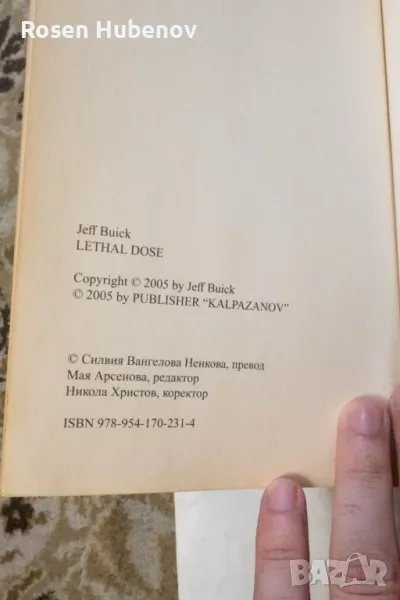 Rosen Hubenov
Jeff Buick
LETHAL DOSE
Copyright © 2005 by Jeff Buick
© 2005 by PUBLISHER “KALPAZANOV”
© Силвия Вангелова Ненкова, превод
Мая Арсенова, редактор
Никола Христов, коректор
ISBN 978-954-170-231-4
BAZAR